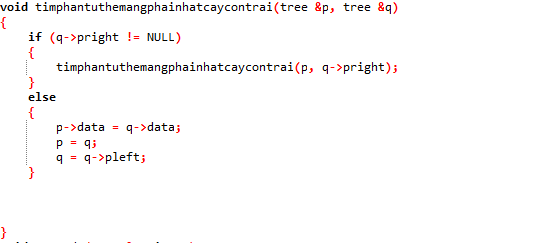 void timphantuthemangphainhatcaycontrai(tree &p, tree &q)
{
if (q->pright != NULL)
{
timphantuthemangphainhatcaycontrai(p, q->pright);
}
else
{
p->data = q->data;
p = q;
q = q->pleft;
}
}